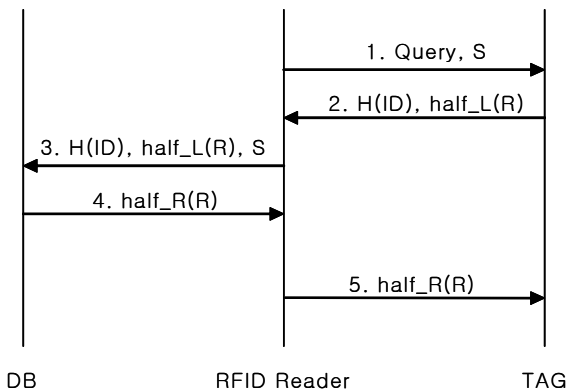 1. Query, S
2. H(ID), half_L(R)
3. H(ID), half_L(R), S
4. half_R(R)
5. half_R(R)
DB RFID Reader TAG